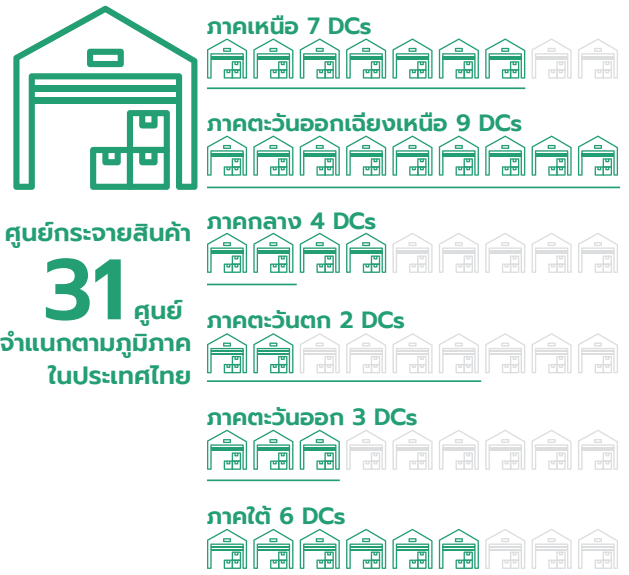 ศูนย์กระจายสินค้า
31 ศูนย์
จำแนกตามภูมิภาค
ในประเทศไทย
ภาคเหนือ 7 DCs
ภาคตะวันออกเฉียงเหนือ 9 DCs
ภาคกลาง 4 DCs
ภาคตะวันตก 2 DCs
ภาคตะวันออก 3 DCs
ภาคใต้ 6 DCs